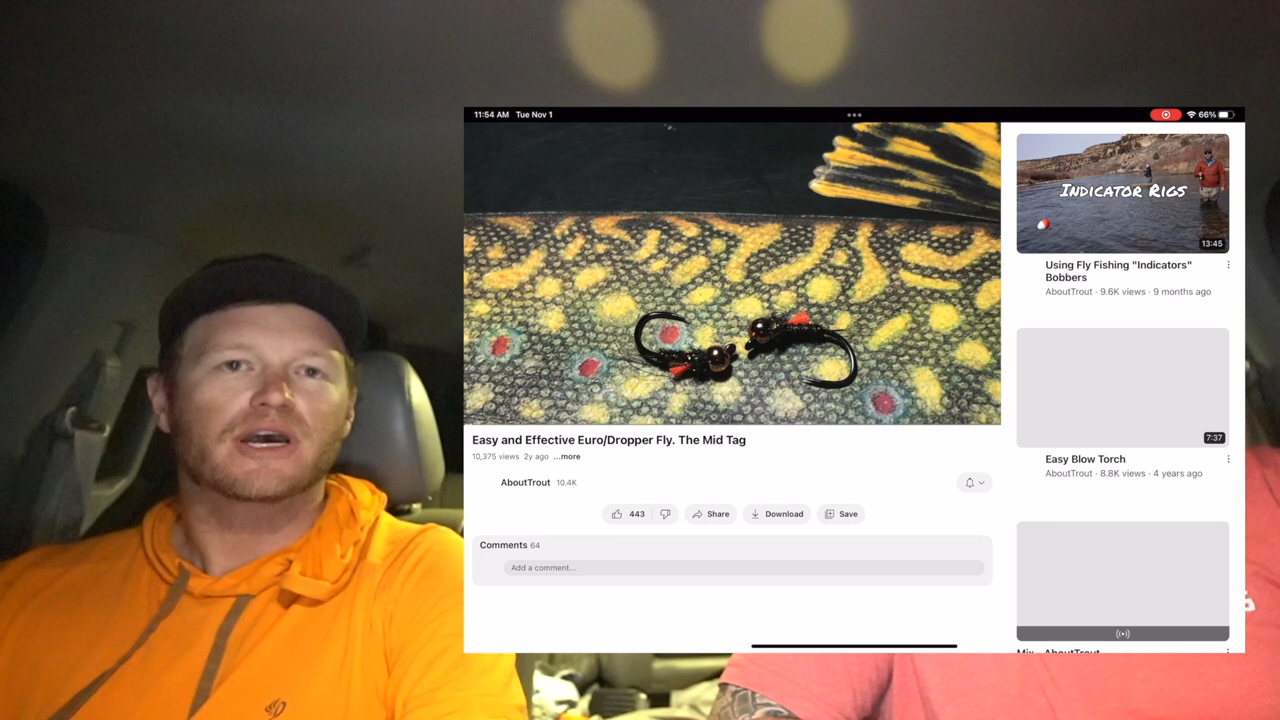 11:54 AM Tue Nov 1
66%
Easy and Effective Euro/Dropper Fly. The Mid Tag
10,375 views 2y ago ...more
AboutTrout 10.4K
443 Share Download Save
Comments 64
Add a comment...
INDICATOR RIGS
13:45
Using Fly Fishing "Indicators"
Bobbers
AboutTrout · 9.6K views · 9 months ago
7:37
Easy Blow Torch
AboutTrout · 8.8K views · 4 years ago
Mix - AboutTrout